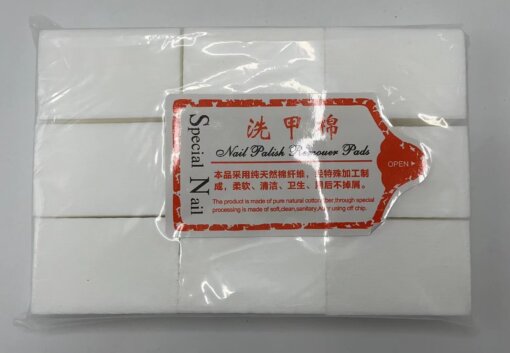 Special Nail
洗甲棉
Nail Palish Remouer Pads
本品采用纯天然棉纤维，经特殊加工制
成，柔软、清洁、卫生、用后不掉屑。
The product is made of pure natural cotton fiber,through special
processing is made of soft,clean,sanitary,After using off chip.
OPEN